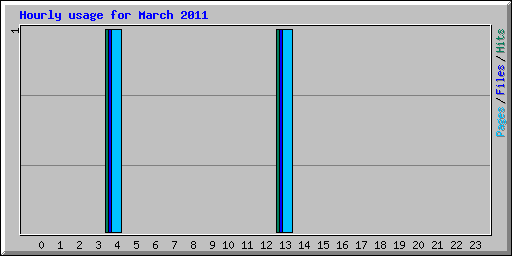 Hourly usage for March 2011
1
Pages/Files/Hits
0 1 2 3 4 5 6 7 8 9 10 11 12 13 14 15 16 17 18 19 20 21 22 23